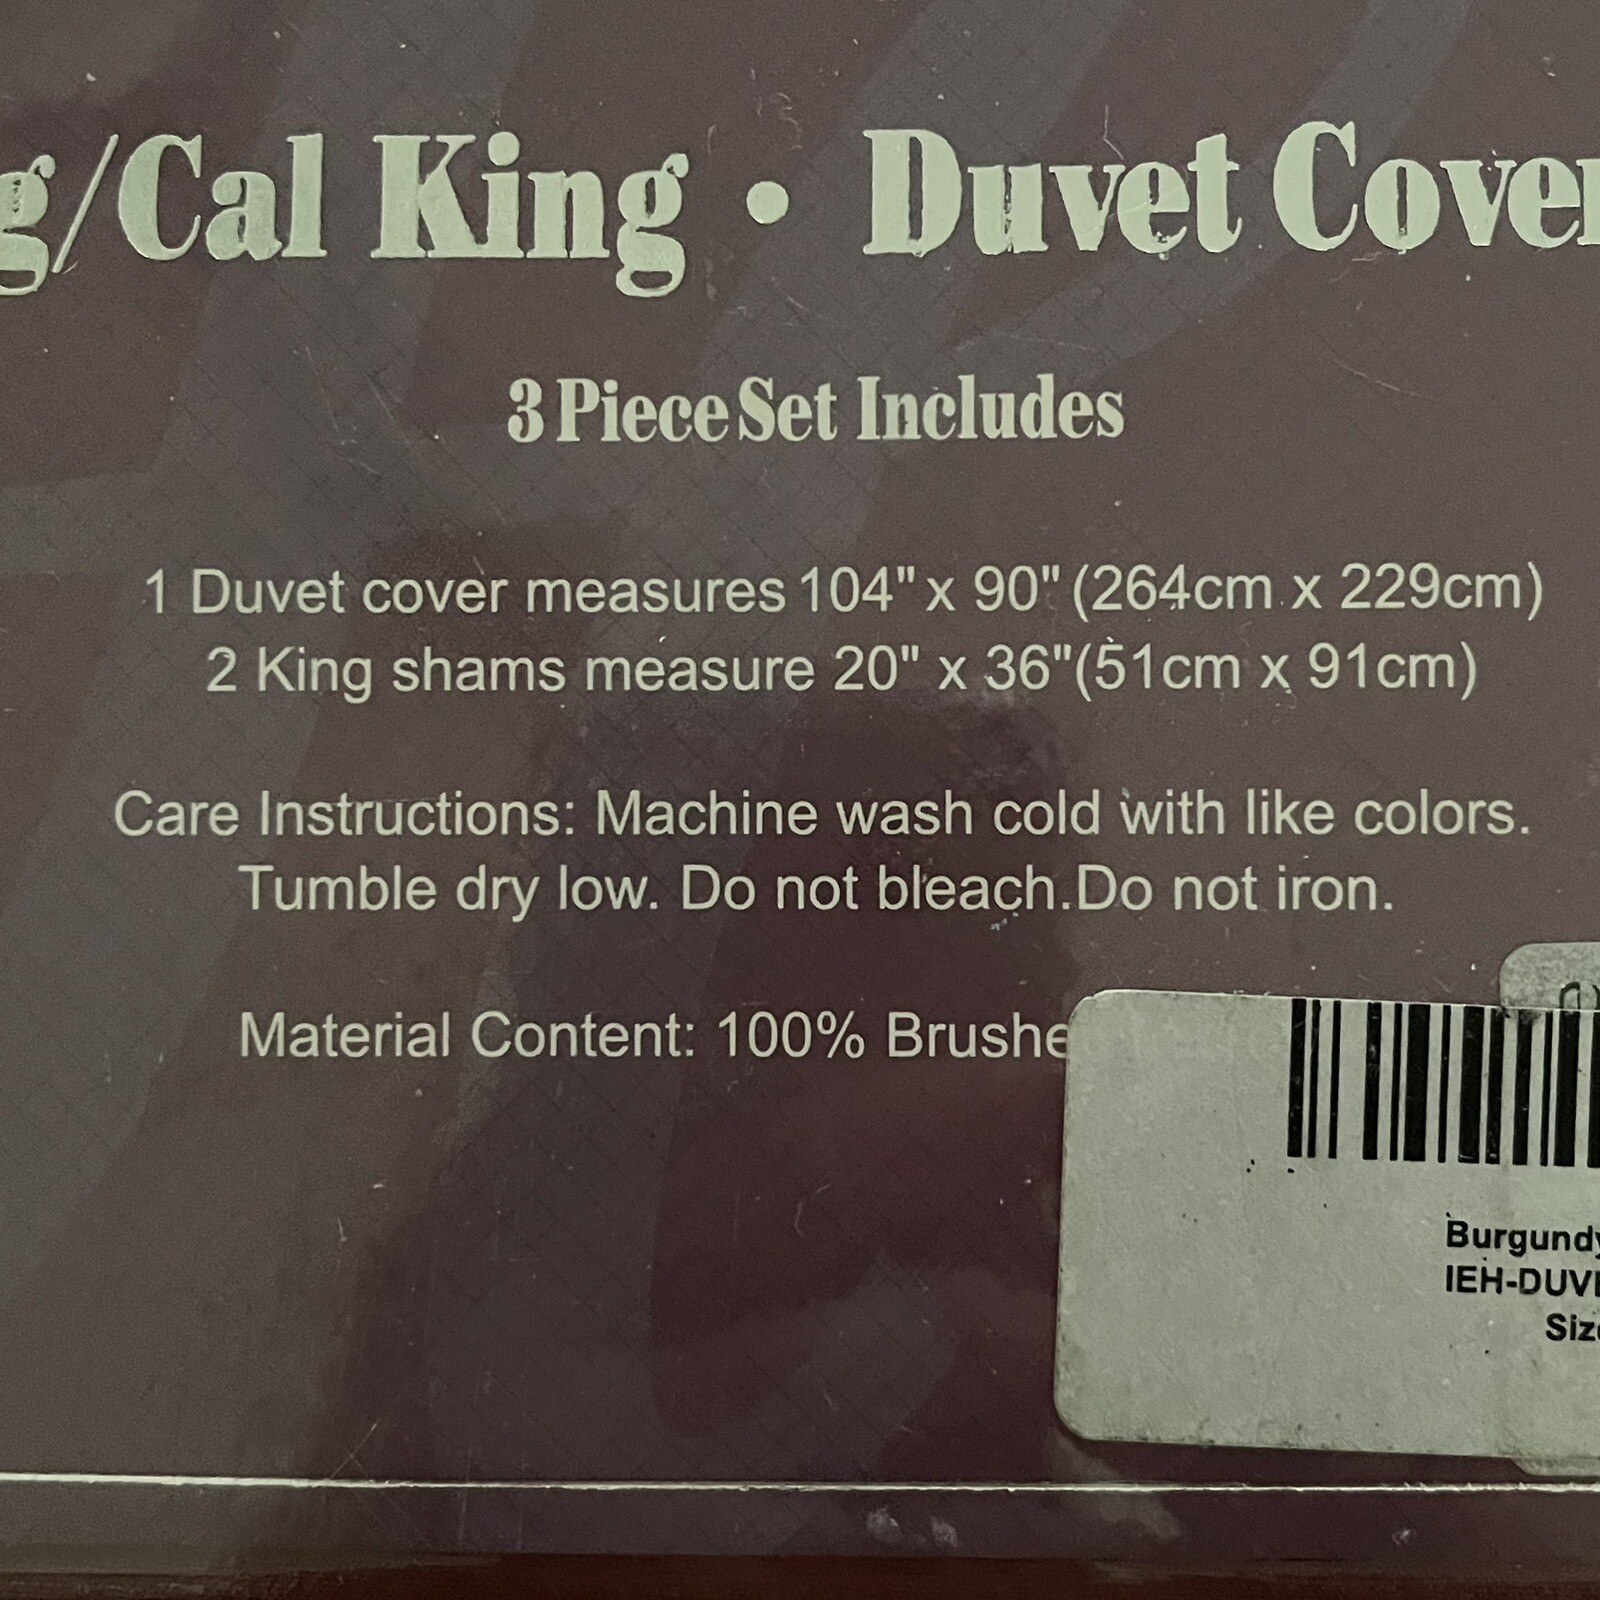 g/Cal King • Duvet Cover
3 Piece Set Includes
1 Duvet cover measures 104" x 90" (264cm x 229cm)
2 King shams measure 20" x 36"(51cm x 91cm)
Care Instructions: Machine wash cold with like colors.
Tumble dry low. Do not bleach.Do not iron.
Material Content: 100% Brushe
Burgundy
IEH-DUV
Siz